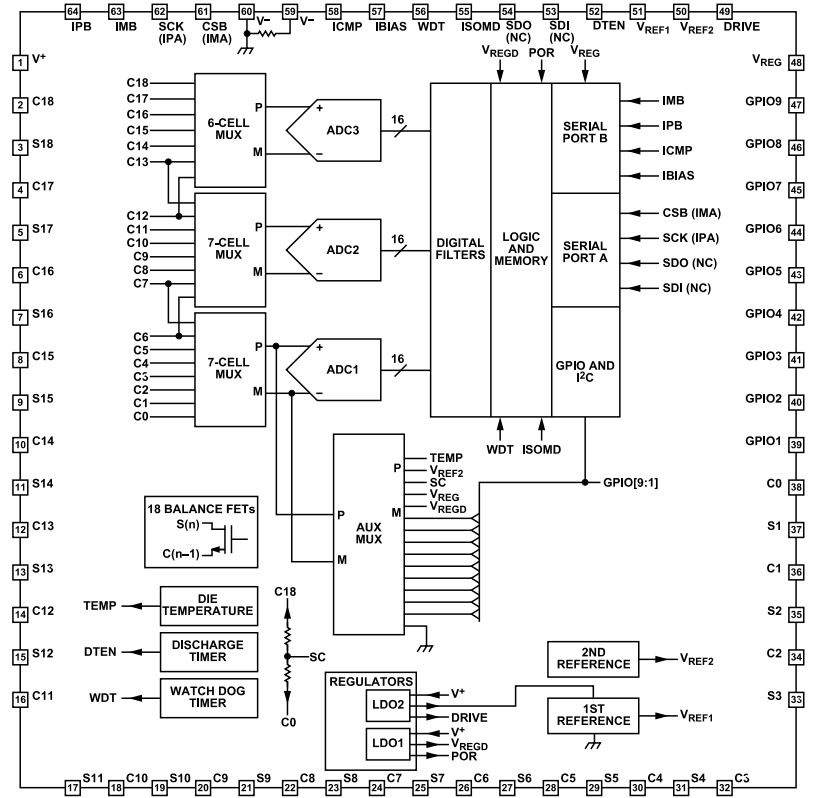 64 63 62 61 60 59 58 57 56 55 54 53 52 51 50 49
IPB IMB SCK (IPA) CSB (IMA) V– V– ICMP IBIAS WDT ISOMD SDO (NC) SDI (NC) DTEN VREF1 VREF2 DRIVE
1 V+
2 C18
3 S18
4 C17
5 S17
6 C16
7 S16
8 C15
9 S15
10 C14
11 S14
12 C13
13 S13
14 C12
15 S12
16 C11
C18
C17
C16
C15
C14
C13
6-CELL
MUX
P
M
+
–
ADC3
16
C12
C11
C10
C9
C8
C7
7-CELL
MUX
P
M
+
–
ADC2
16
C6
C5
C4
C3
C2
C1
C0
7-CELL
MUX
P
M
+
–
ADC1
16
DIGITAL
FILTERS
VREGD POR VREG
LOGIC
AND
MEMORY
WDT ISOMD
SERIAL
PORT B
IMB
IPB
ICMP
IBIAS
SERIAL
PORT A
CSB (IMA)
SCK (IPA)
SDO (NC)
SDI (NC)
GPIO AND
I2C
GPIO[9:1]
P
M
AUX
MUX
P
M
TEMP
VREF2
SC
VREG
VREGD
18 BALANCE FETs
S(n)
C(n–1)
TEMP
DIE
TEMPERATURE
DTEN
DISCHARGE
TIMER
WDT
WATCH DOG
TIMER
C18
SC
C0
REGULATORS
LDO2
V+
DRIVE
LDO1
V+
VREGD
POR
2ND
REFERENCE
VREF2
1ST
REFERENCE
VREF1
VREG 48
GPIO9 47
GPIO8 46
GPIO7 45
GPIO6 44
GPIO5 43
GPIO4 42
GPIO3 41
GPIO2 40
GPIO1 39
C0 38
S1 37
C1 36
S2 35
C2 34
S3 33
S11 C10 S10 C9 S9 C8 S8 C7 S7 C6 S6 C5 S5 C4 S4 C3
17 18 19 20 21 22 23 24 25 26 27 28 29 30 31 32